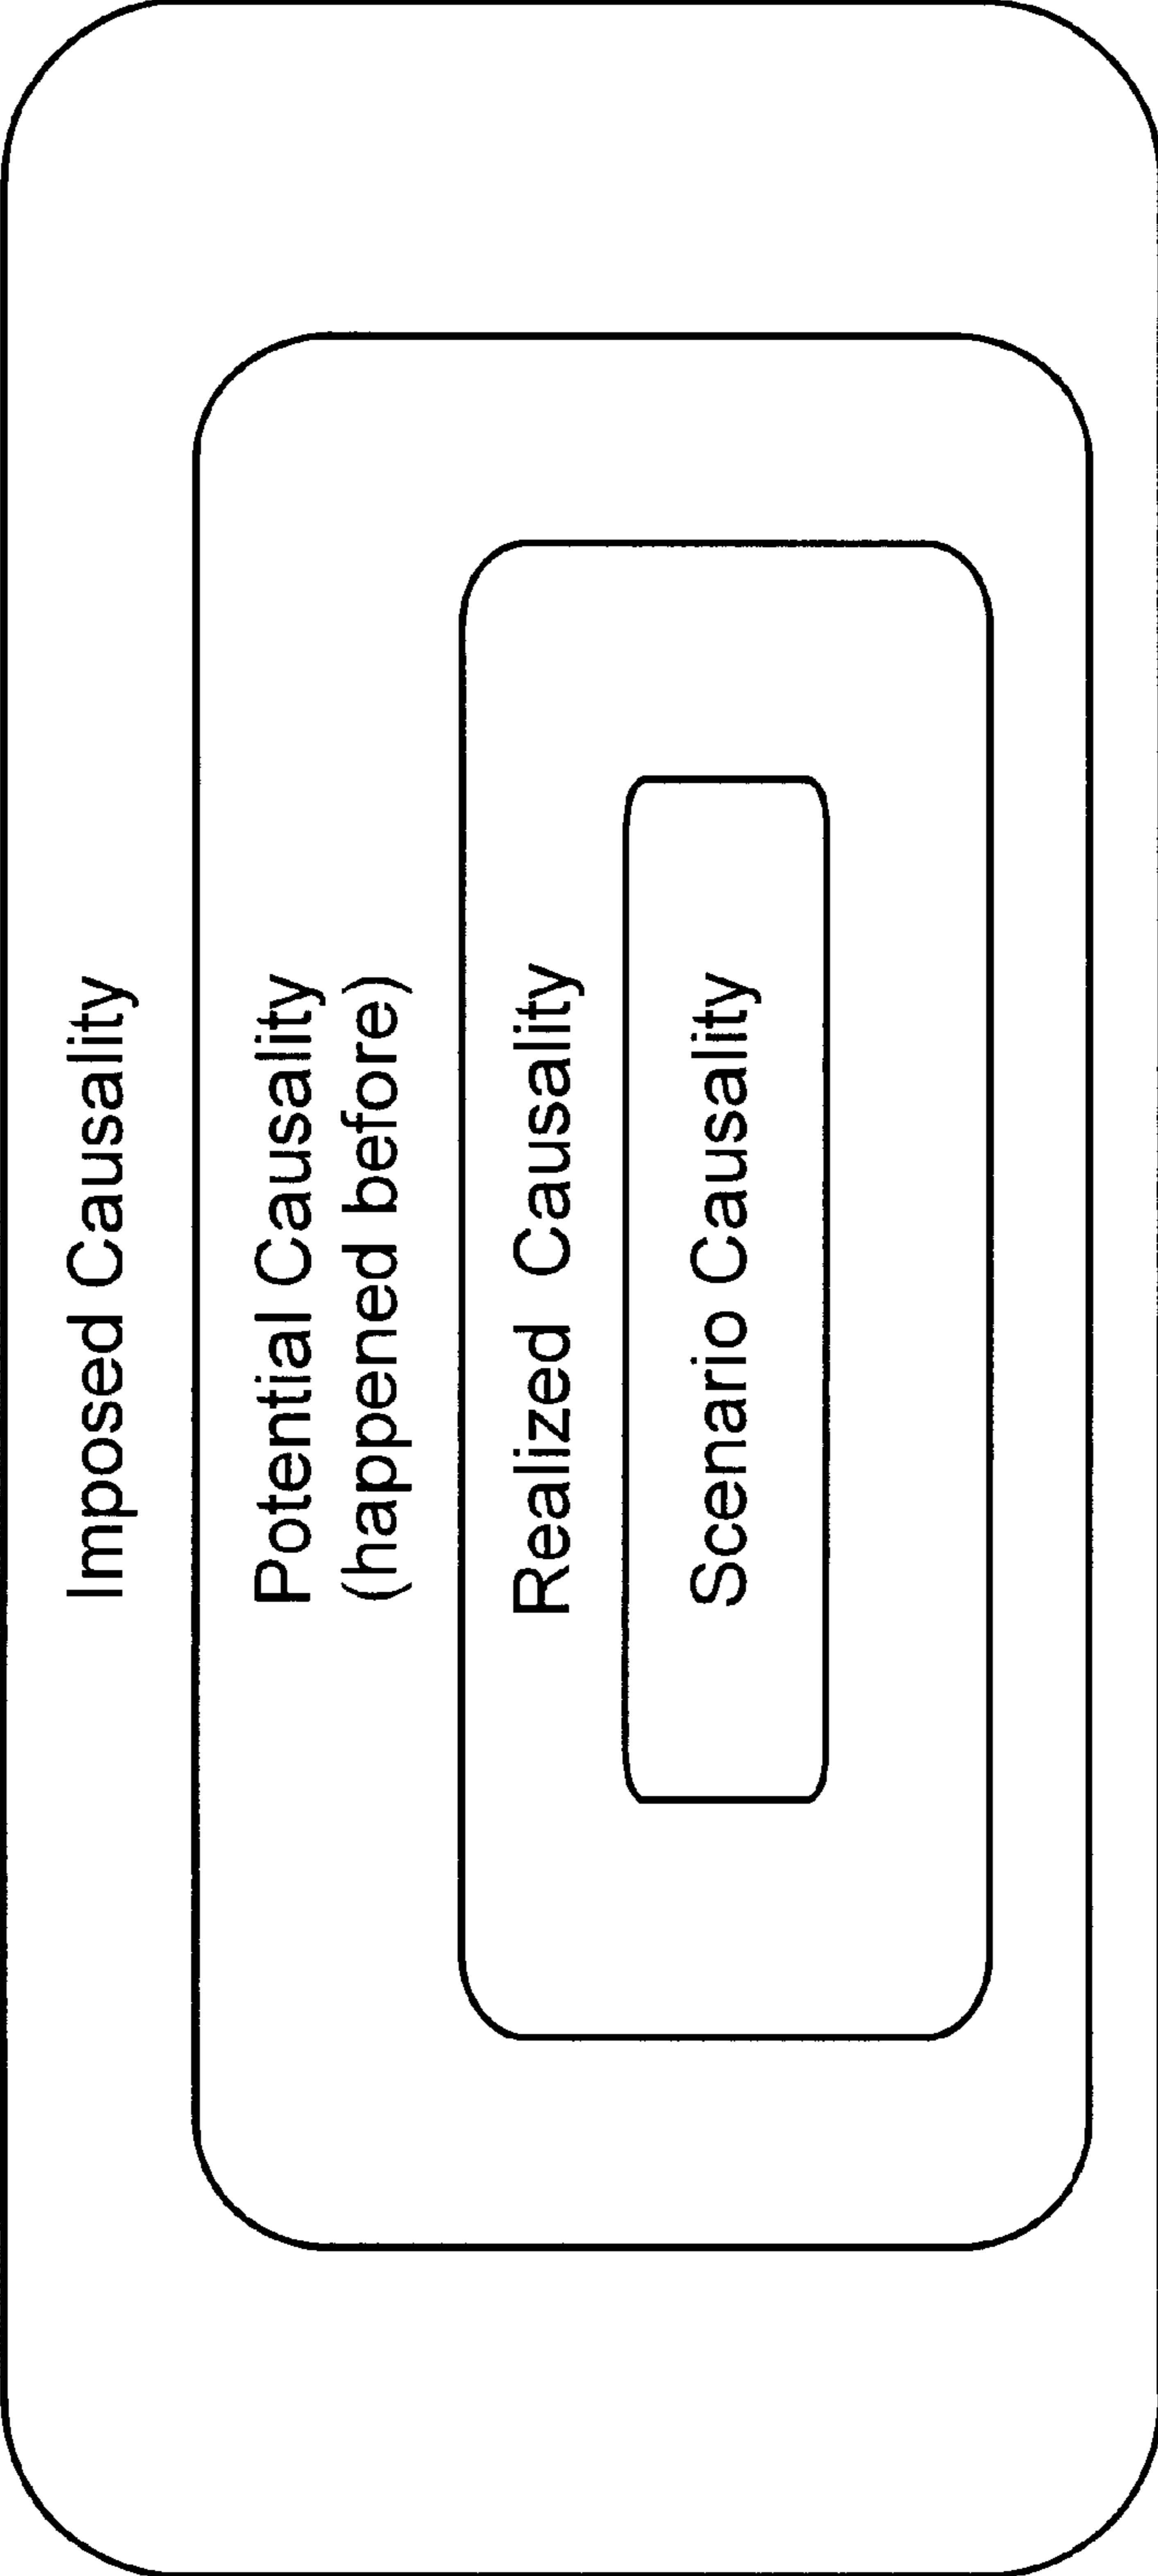 Imposed Causality
Potential Causality
(happened before)
Realized Causality
Scenario Causality